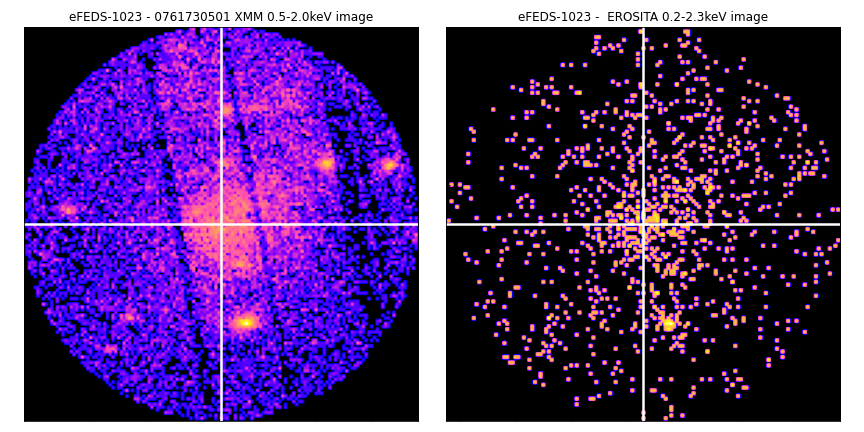 eFEDS-1023 - 0761730501 XMM 0.5-2.0keV image
eFEDS-1023 -  EROSITA 0.2-2.3keV image